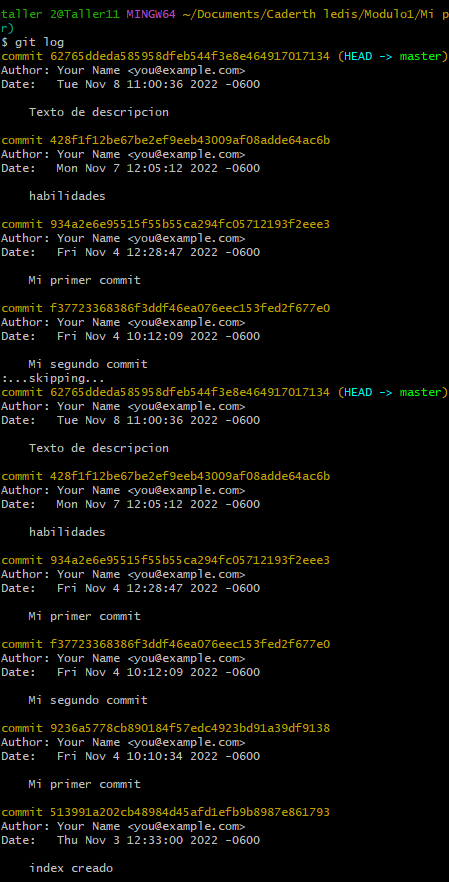 taller 2@Taller11 MINGW64 ~/Documents/Caderth ledis/Modulo1/Mi p
r)
$ git log
commit 62765ddeda585958dfeb544f3e8e464917017134 (HEAD -> master)
Author: Your Name <you@example.com>
Date:   Tue Nov 8 11:00:36 2022 -0600
Texto de descripcion
commit 428f1f12be67be2ef9eeb43009af08adde64ac6b
Author: Your Name <you@example.com>
Date:   Mon Nov 7 12:05:12 2022 -0600
habilidades
commit 934a2e6e95515f55b55ca294fc05712193f2eee3
Author: Your Name <you@example.com>
Date:   Fri Nov 4 12:28:47 2022 -0600
Mi primer commit
commit f37723368386f3ddf46ea076eec153fed2f677e0
Author: Your Name <you@example.com>
Date:   Fri Nov 4 10:12:09 2022 -0600
Mi segundo commit
:...skipping...
commit 62765ddeda585958dfeb544f3e8e464917017134 (HEAD -> master)
Author: Your Name <you@example.com>
Date:   Tue Nov 8 11:00:36 2022 -0600
Texto de descripcion
commit 428f1f12be67be2ef9eeb43009af08adde64ac6b
Author: Your Name <you@example.com>
Date:   Mon Nov 7 12:05:12 2022 -0600
habilidades
commit 934a2e6e95515f55b55ca294fc05712193f2eee3
Author: Your Name <you@example.com>
Date:   Fri Nov 4 12:28:47 2022 -0600
Mi primer commit
commit f37723368386f3ddf46ea076eec153fed2f677e0
Author: Your Name <you@example.com>
Date:   Fri Nov 4 10:12:09 2022 -0600
Mi segundo commit
commit 9236a5778cb890184f57edc4923bd91a39df9138
Author: Your Name <you@example.com>
Date:   Fri Nov 4 10:10:34 2022 -0600
Mi primer commit
commit 513991a202cb48984d45afd1efb9b8987e861793
Author: Your Name <you@example.com>
Date:   Thu Nov 3 12:33:00 2022 -0600
index creado